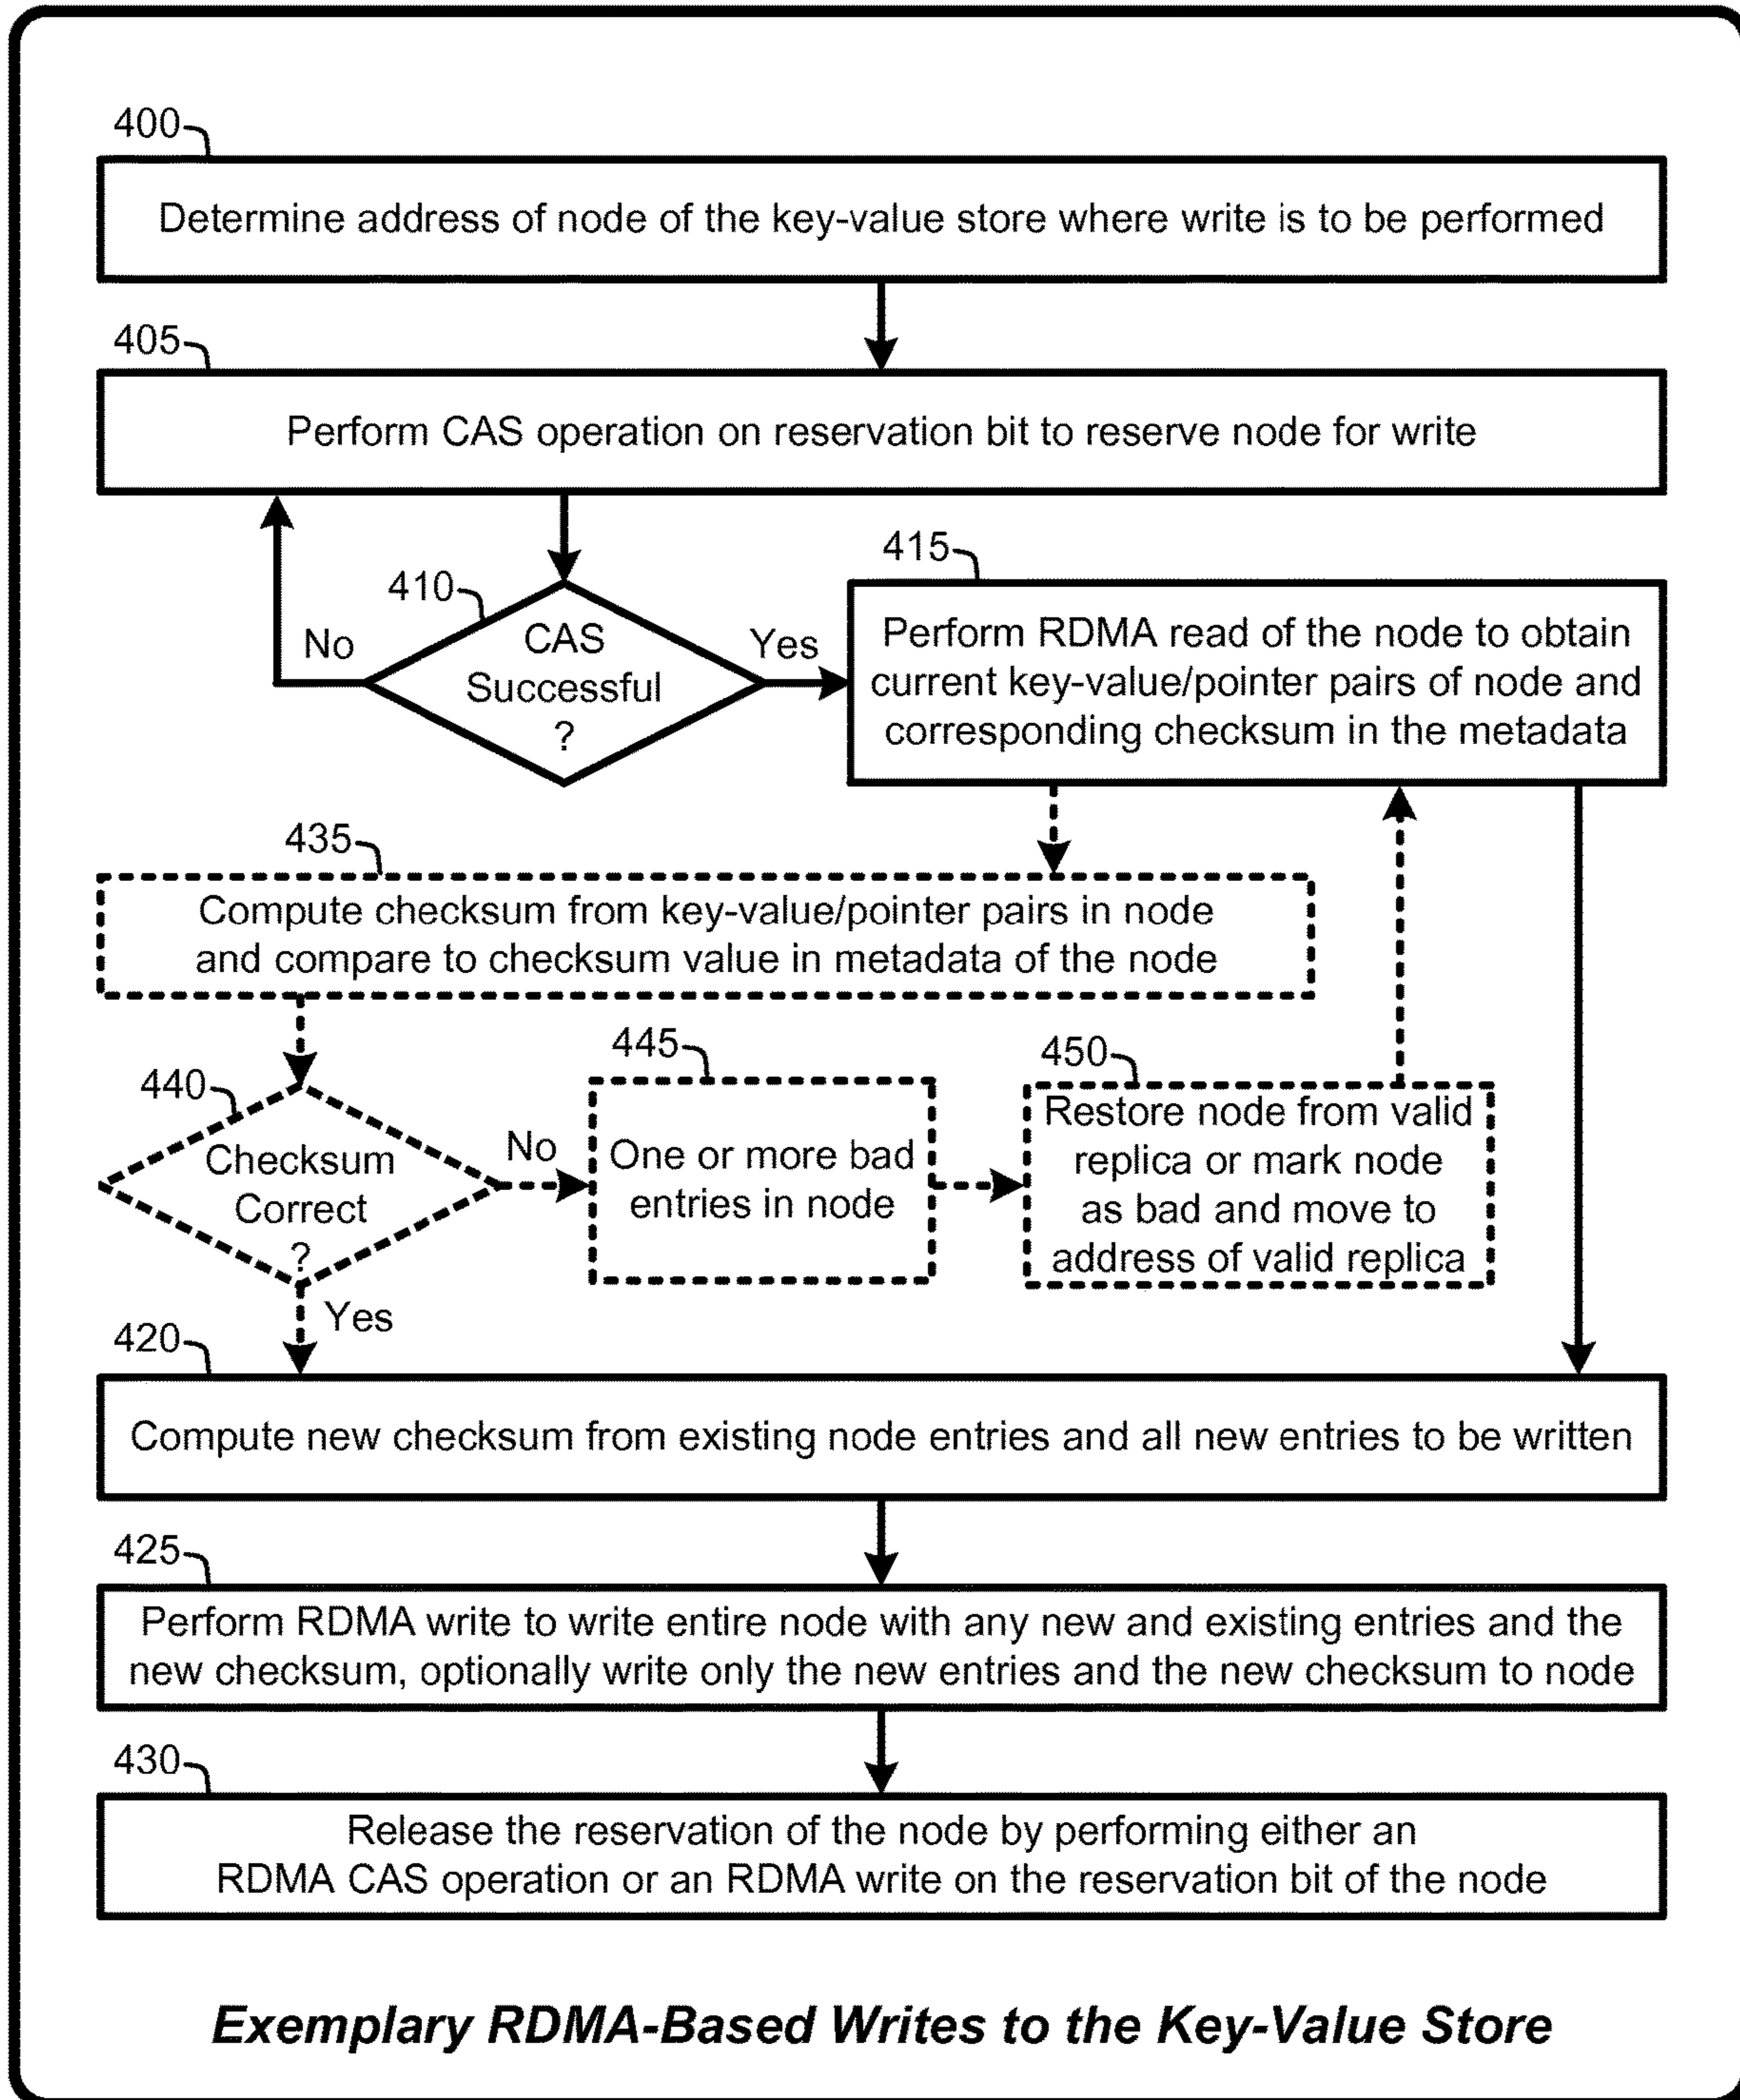 400
Determine address of node of the key-value store where write is to be performed
405
Perform CAS operation on reservation bit to reserve node for write
410
CAS
Successful
?
No
Yes
415
Perform RDMA read of the node to obtain
current key-value/pointer pairs of node and
corresponding checksum in the metadata
435
Compute checksum from key-value/pointer pairs in node
and compare to checksum value in metadata of the node
440
Checksum
Correct
?
No
Yes
445
One or more bad
entries in node
450
Restore node from valid
replica or mark node
as bad and move to
address of valid replica
420
Compute new checksum from existing node entries and all new entries to be written
425
Perform RDMA write to write entire node with any new and existing entries and the
new checksum, optionally write only the new entries and the new checksum to node
430
Release the reservation of the node by performing either an
RDMA CAS operation or an RDMA write on the reservation bit of the node
Exemplary RDMA-Based Writes to the Key-Value Store